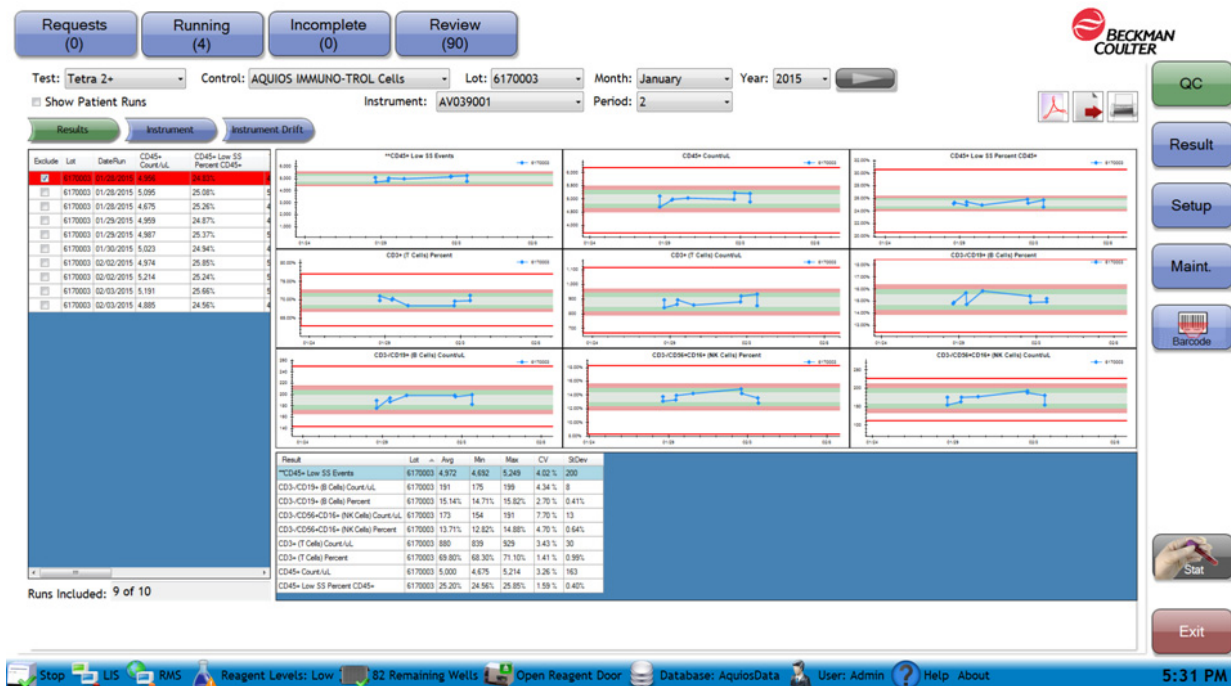 Requests
(0)
Running
(4)
Incomplete
(0)
Review
(90)
BECKMAN
COULTER
Test: Tetra 2+ Control: AQUIOS IMMUNO-TROL Cells Lot: 6170003 Month: January Year: 2015
Show Patient Runs Instrument: AV039001 Period: 2
Results Instrument Instrument Drift
QC
Result
Setup
Maint.
Barcode
Stat
Exit
Exclude Lot DateRun CD45+ Count/uL CD45+ Low SS Percent CD45+
6170003 01/28/2015 5,095 25.08%
6170003 01/28/2015 4,675 25.26%
6170003 01/29/2015 4,959 24.87%
6170003 01/29/2015 4,987 25.37%
6170003 01/30/2015 5,023 24.94%
6170003 02/02/2015 4,974 25.85%
6170003 02/02/2015 5,214 25.24%
6170003 02/03/2015 5,191 25.66%
6170003 02/03/2015 4,885 24.56%
Runs Included: 9 of 10
**CD45+ Low SS Events
CD45+ Count/uL
CD45+ Low SS Percent CD45+
CD3+ (T Cells) Percent
CD3+ (T Cells) Count/uL
CD3-/CD19+ (B Cells) Percent
CD3-/CD19+ (B Cells) Count/uL
CD3-/CD56+CD16+ (NK Cells) Percent
CD3-/CD56+CD16+ (NK Cells) Count/uL
Result Lot Avg Min Max CV StDev
**CD45+ Low SS Events 6170003 4,972 4,692 5,249 4.02 % 200
CD3-/CD19+ (B Cells) Count/uL 6170003 191 175 199 4.34 % 8
CD3-/CD19+ (B Cells) Percent 6170003 15.14% 14.71% 15.82% 2.70 % 0.41%
CD3-/CD56+CD16+ (NK Cells) Count/uL 6170003 173 154 191 7.70 % 13
CD3-/CD56+CD16+ (NK Cells) Percent 6170003 13.71% 12.82% 14.88% 4.70 % 0.64%
CD3+ (T Cells) Count/uL 6170003 880 839 929 3.43 % 30
CD3+ (T Cells) Percent 6170003 69.80% 68.30% 71.10% 1.41 % 0.99%
CD45+ Count/uL 6170003 5,000 4,675 5,214 3.26 % 163
CD45+ Low SS Percent CD45+ 6170003 25.20% 24.56% 25.85% 1.59 % 0.40%
Stop LIS RMS Reagent Levels: Low 82 Remaining Wells Open Reagent Door Database: AquiosData User: Admin Help About 5:31 PM